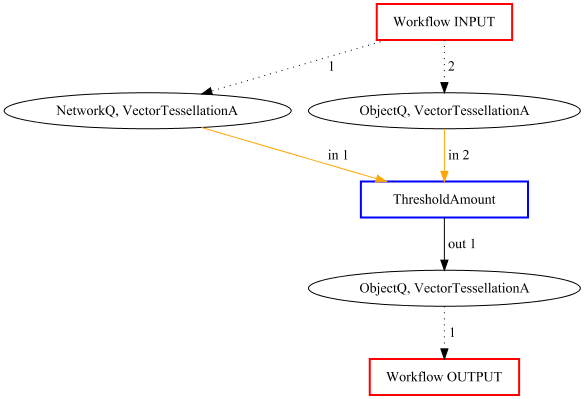 Workflow INPUT
1
2
NetworkQ, VectorTessellationA
ObjectQ, VectorTessellationA
in 1
in 2
ThresholdAmount
out 1
ObjectQ, VectorTessellationA
1
Workflow OUTPUT